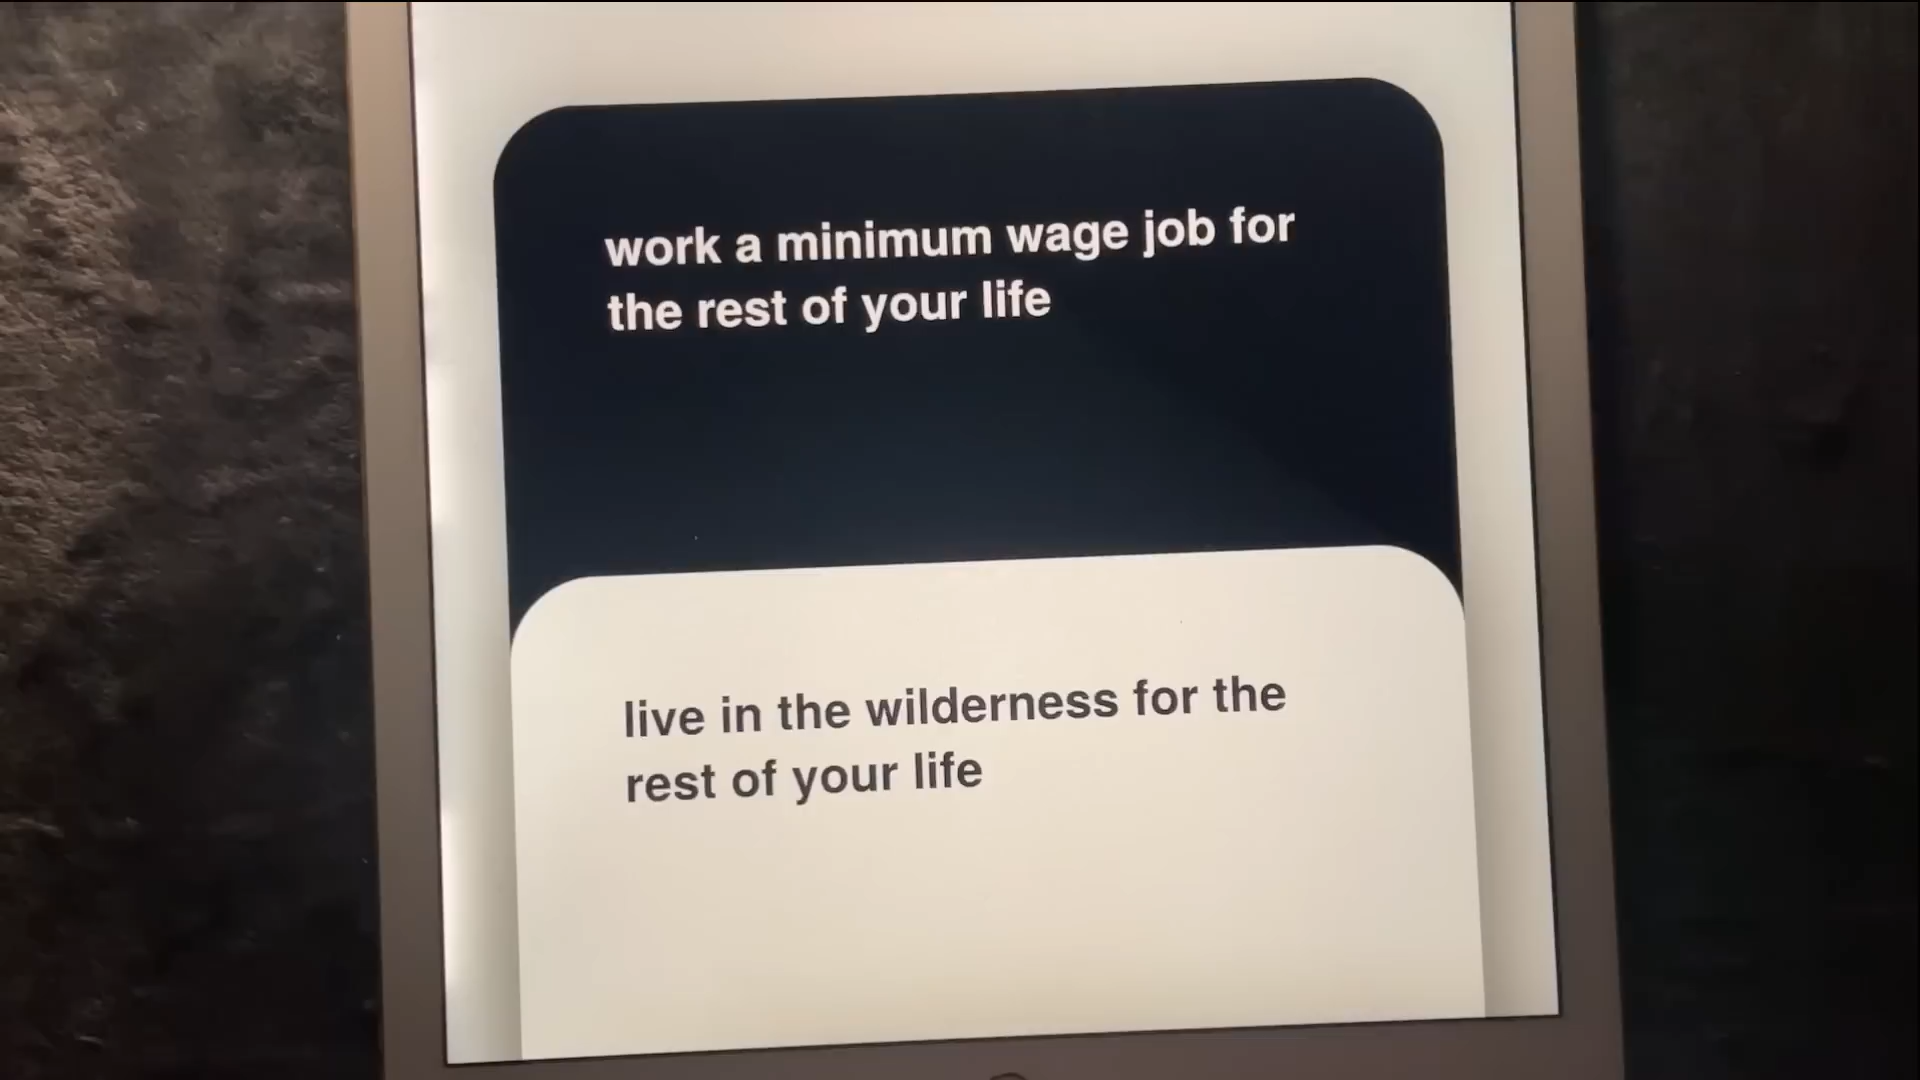 work a minimum wage job for
the rest of your life
live in the wilderness for the
rest of your life